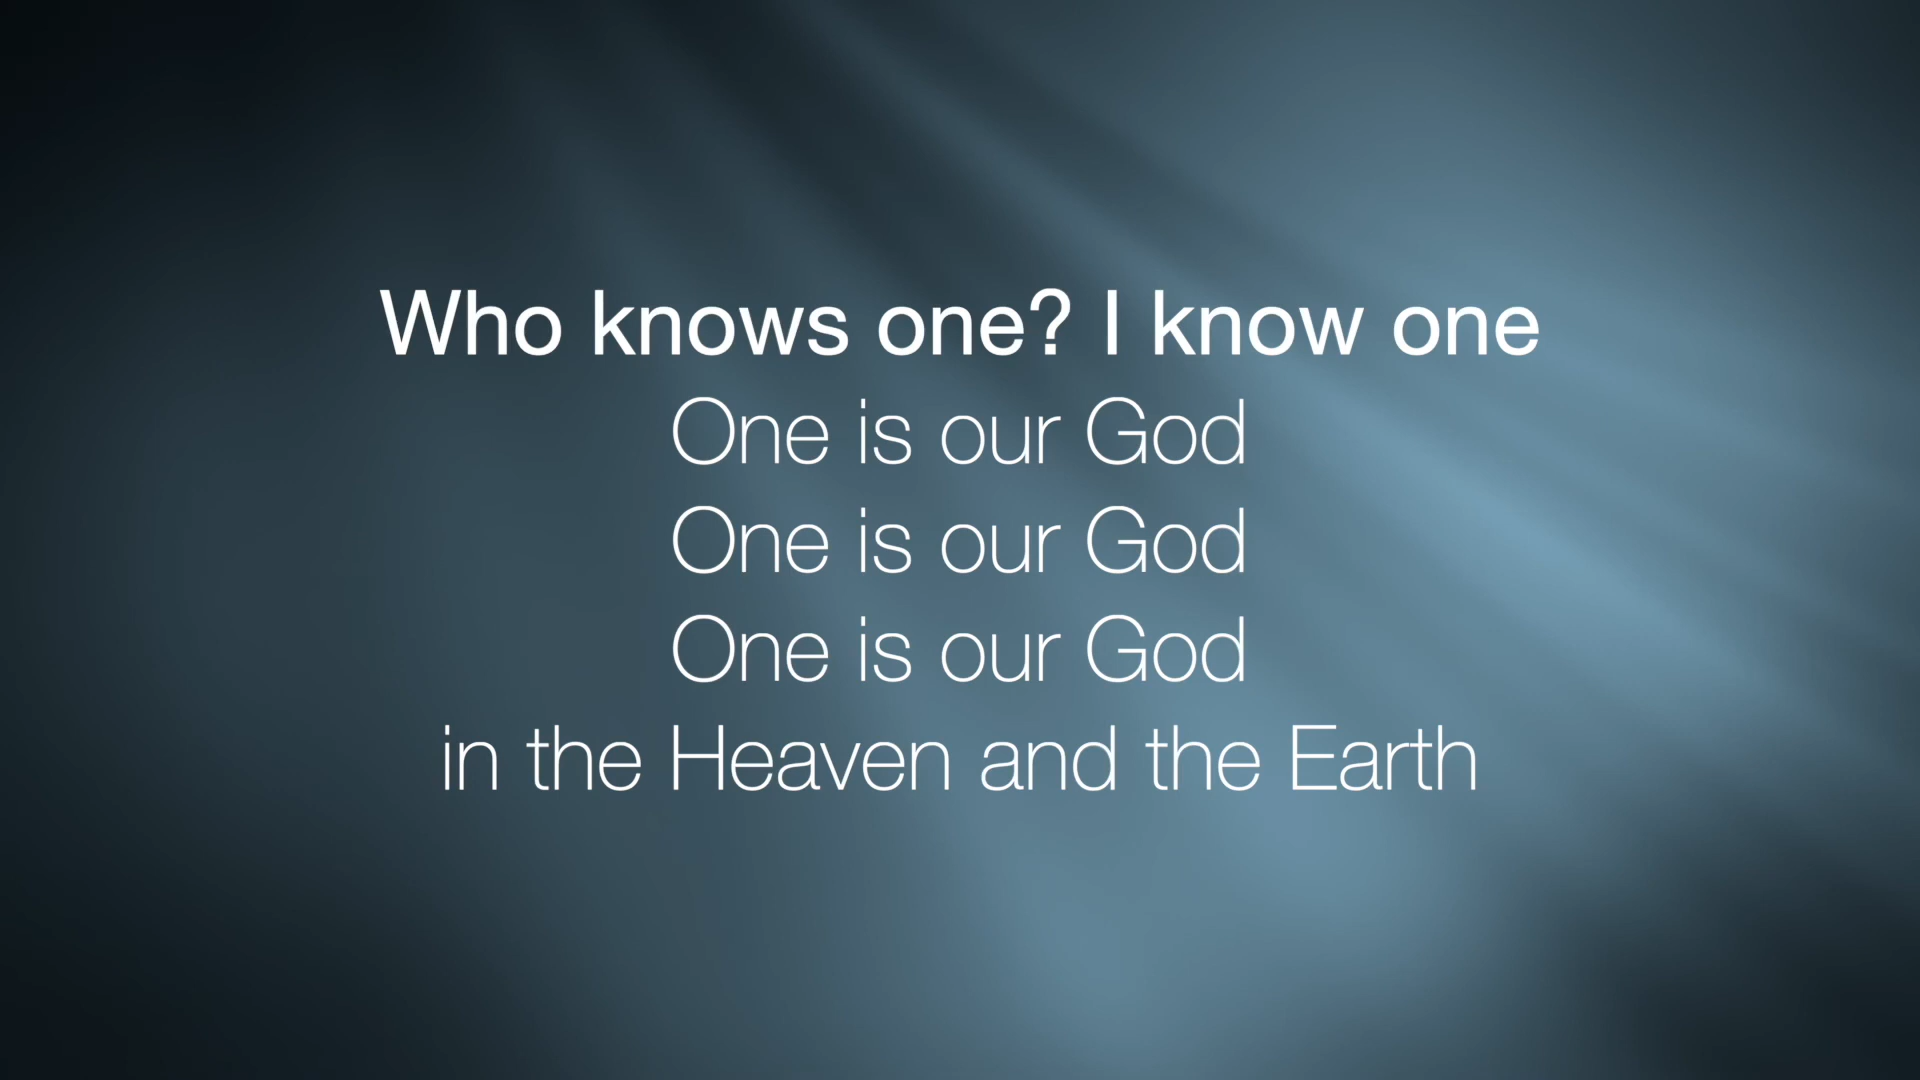 Who knows one? I know one
One is our God
One is our God
One is our God
in the Heaven and the Earth